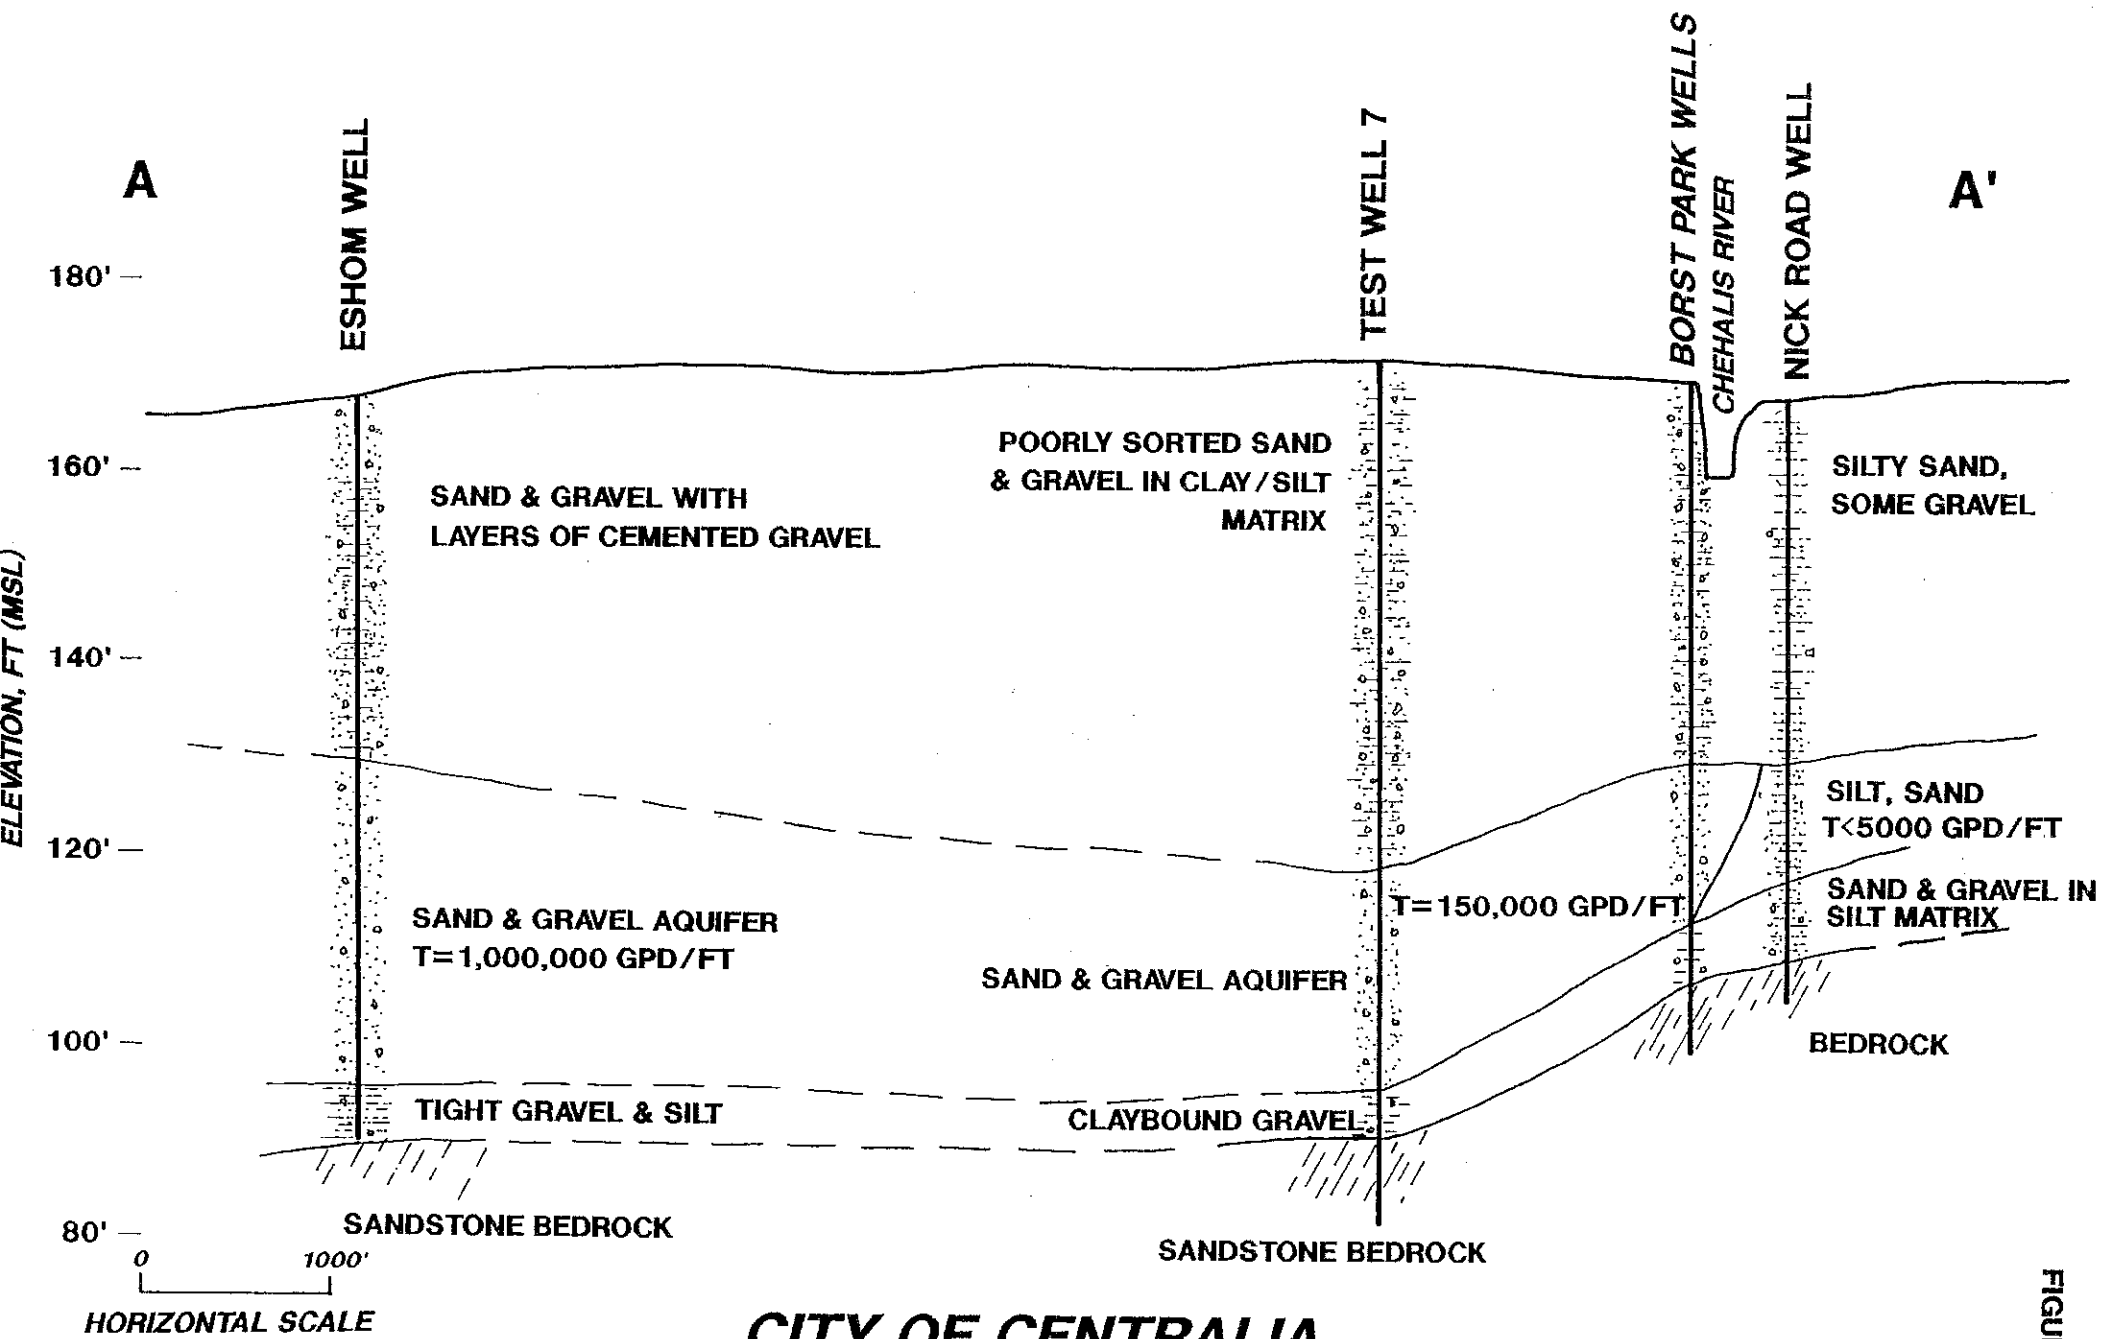 A
A'
ESHOM WELL
TEST WELL 7
BORST PARK WELLS
CHEHALIS RIVER
NICK ROAD WELL
ELEVATION, FT (MSL)
180'
160'
140'
120'
100'
80'
SAND & GRAVEL WITH
LAYERS OF CEMENTED GRAVEL
POORLY SORTED SAND
& GRAVEL IN CLAY/SILT
MATRIX
SILTY SAND,
SOME GRAVEL
SILT, SAND
T<5000 GPD/FT
T=150,000 GPD/FT
SAND & GRAVEL IN
SILT MATRIX
SAND & GRAVEL AQUIFER
T=1,000,000 GPD/FT
SAND & GRAVEL AQUIFER
BEDROCK
TIGHT GRAVEL & SILT
CLAYBOUND GRAVEL
SANDSTONE BEDROCK
SANDSTONE BEDROCK
0 1000'
HORIZONTAL SCALE
CITY OF CENTRALIA